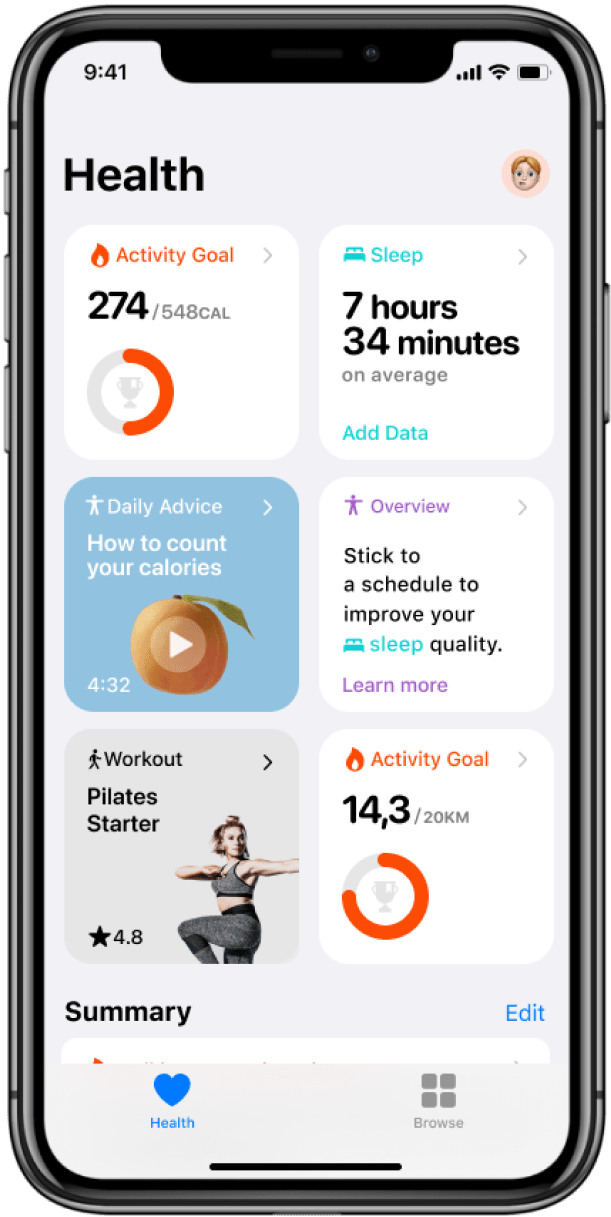 9:41
Health
Activity Goal
274/548CAL
Sleep
7 hours
34 minutes
on average
Add Data
Daily Advice
How to count
your calories
4:32
Overview
Stick to
a schedule to
improve your
sleep quality.
Learn more
Workout
Pilates
Starter
4.8
Activity Goal
14,3/20KM
Summary
Edit
Health
Browse